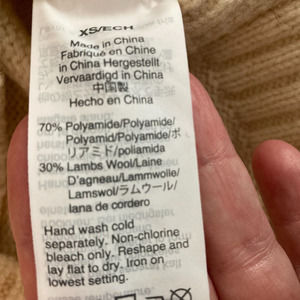 XS/ECH
Made in China
Fabriqué en Chine
in China Hergestellt
Vervaardigd in China
中国製
Hecho en China
70% Polyamide/Polyamide/
Polyamid/Polyamide/ポ
リアミド/poliamida
30% Lambs Wool/Laine
D'agneau/Lammwolle/
Lamswol/ラムウール/
lana de cordero
Hand wash cold
separately. Non-chlorine
bleach only. Reshape and
lay flat to dry. Iron on
lowest setting.